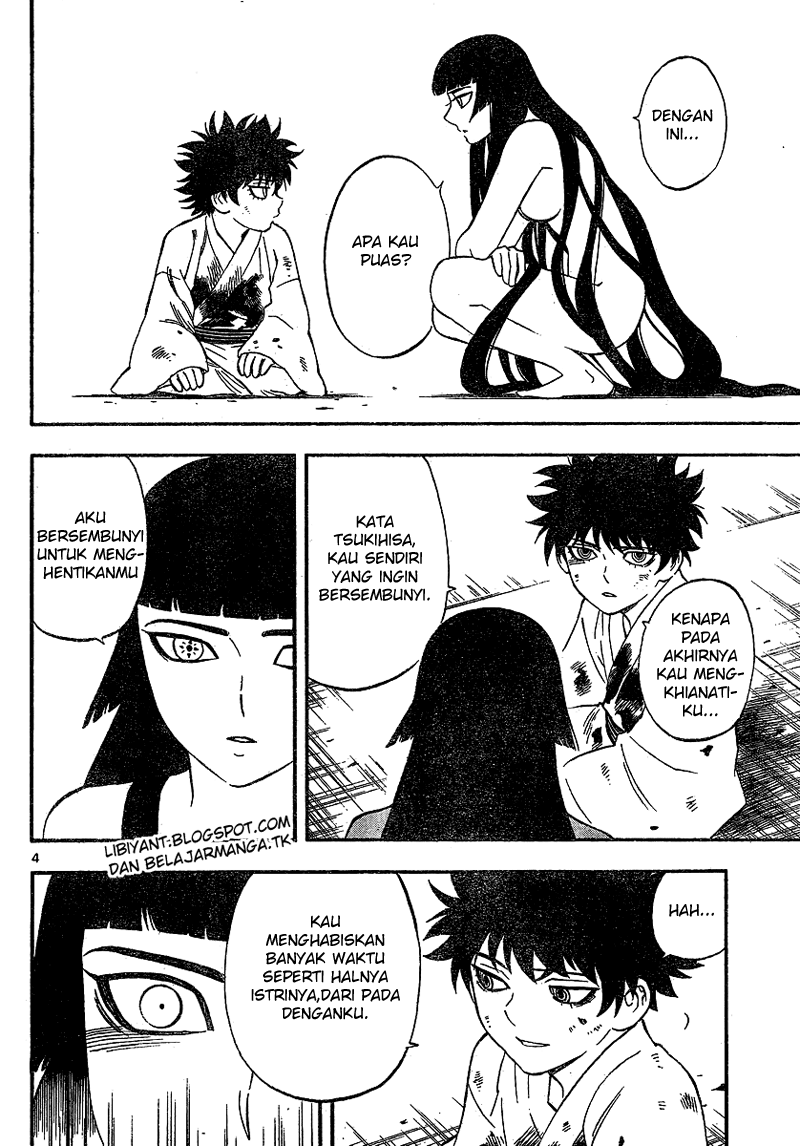 DENGAN
INI...
APA KAU
PUAS?
KATA
TSUKIHISA,
KAU SENDIRI
YANG INGIN
BERSEMBUNYI.
KENAPA
PADA
AKHIRNYA
KAU MENG-
KHIANATI-
KU...
AKU
BERSEMBUNYI
UNTUK MENG-
HENTIKANMU
LIBIYANT.BLOGSPOT.COM
DAN BELAJARMANGA.TK
4
HAH...
KAU
MENGHABISKAN
BANYAK WAKTU
SEPERTI HALNYA
ISTRINYA,DARI PADA
DENGANKU.